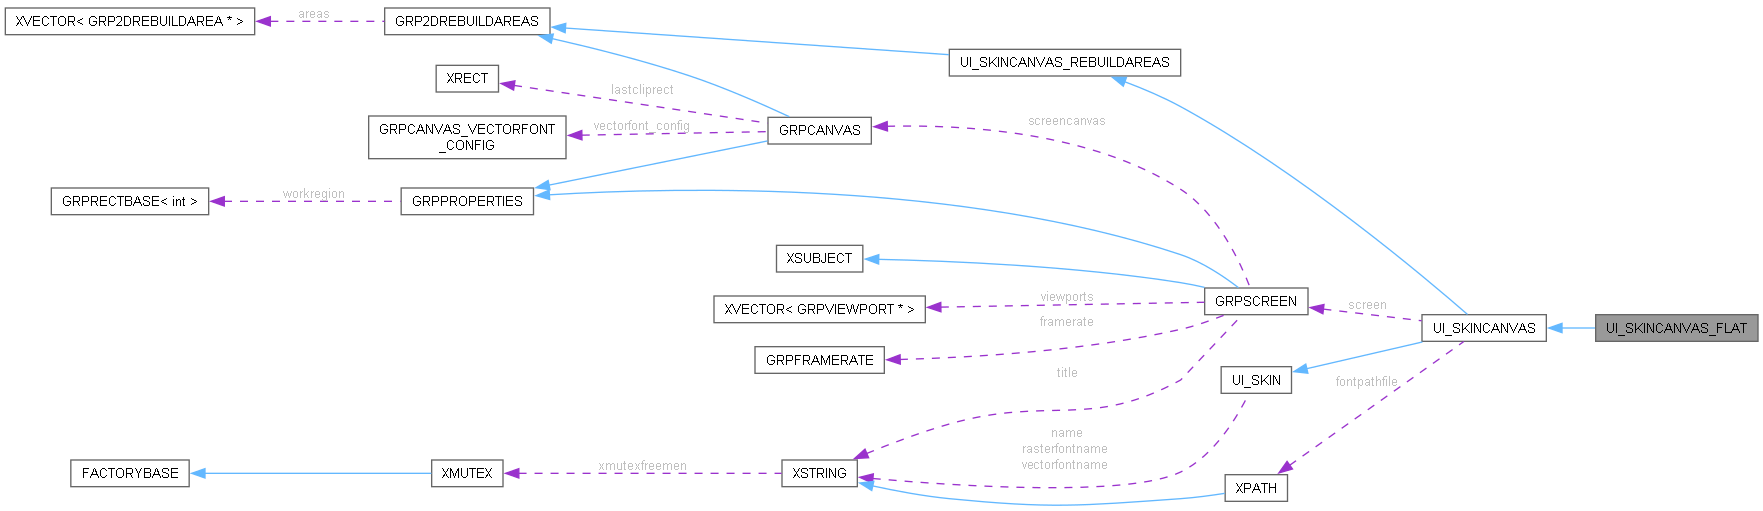 XVECTOR< GRP2DREBUILDAREA * >
areas
GRP2DREBUILDAREAS
UI_SKINCANVAS_REBUILDAREAS
XRECT
lastcliprect
GRPCANVAS_VECTORFONT
_CONFIG
vectorfont_config
GRPCANVAS
screencanvas
GRPRECTBASE< int >
workregion
GRPPROPERTIES
XSUBJECT
XVECTOR< GRPVIEWPORT * >
viewports
GRPSCREEN
screen
framerate
UI_SKINCANVAS
UI_SKINCANVAS_FLAT
GRPFRAMERATE
title
UI_SKIN
fontpathfile
name
rasterfontname
vectorfontname
FACTORYBASE
XMUTEX
xmutexfreemen
XSTRING
XPATH